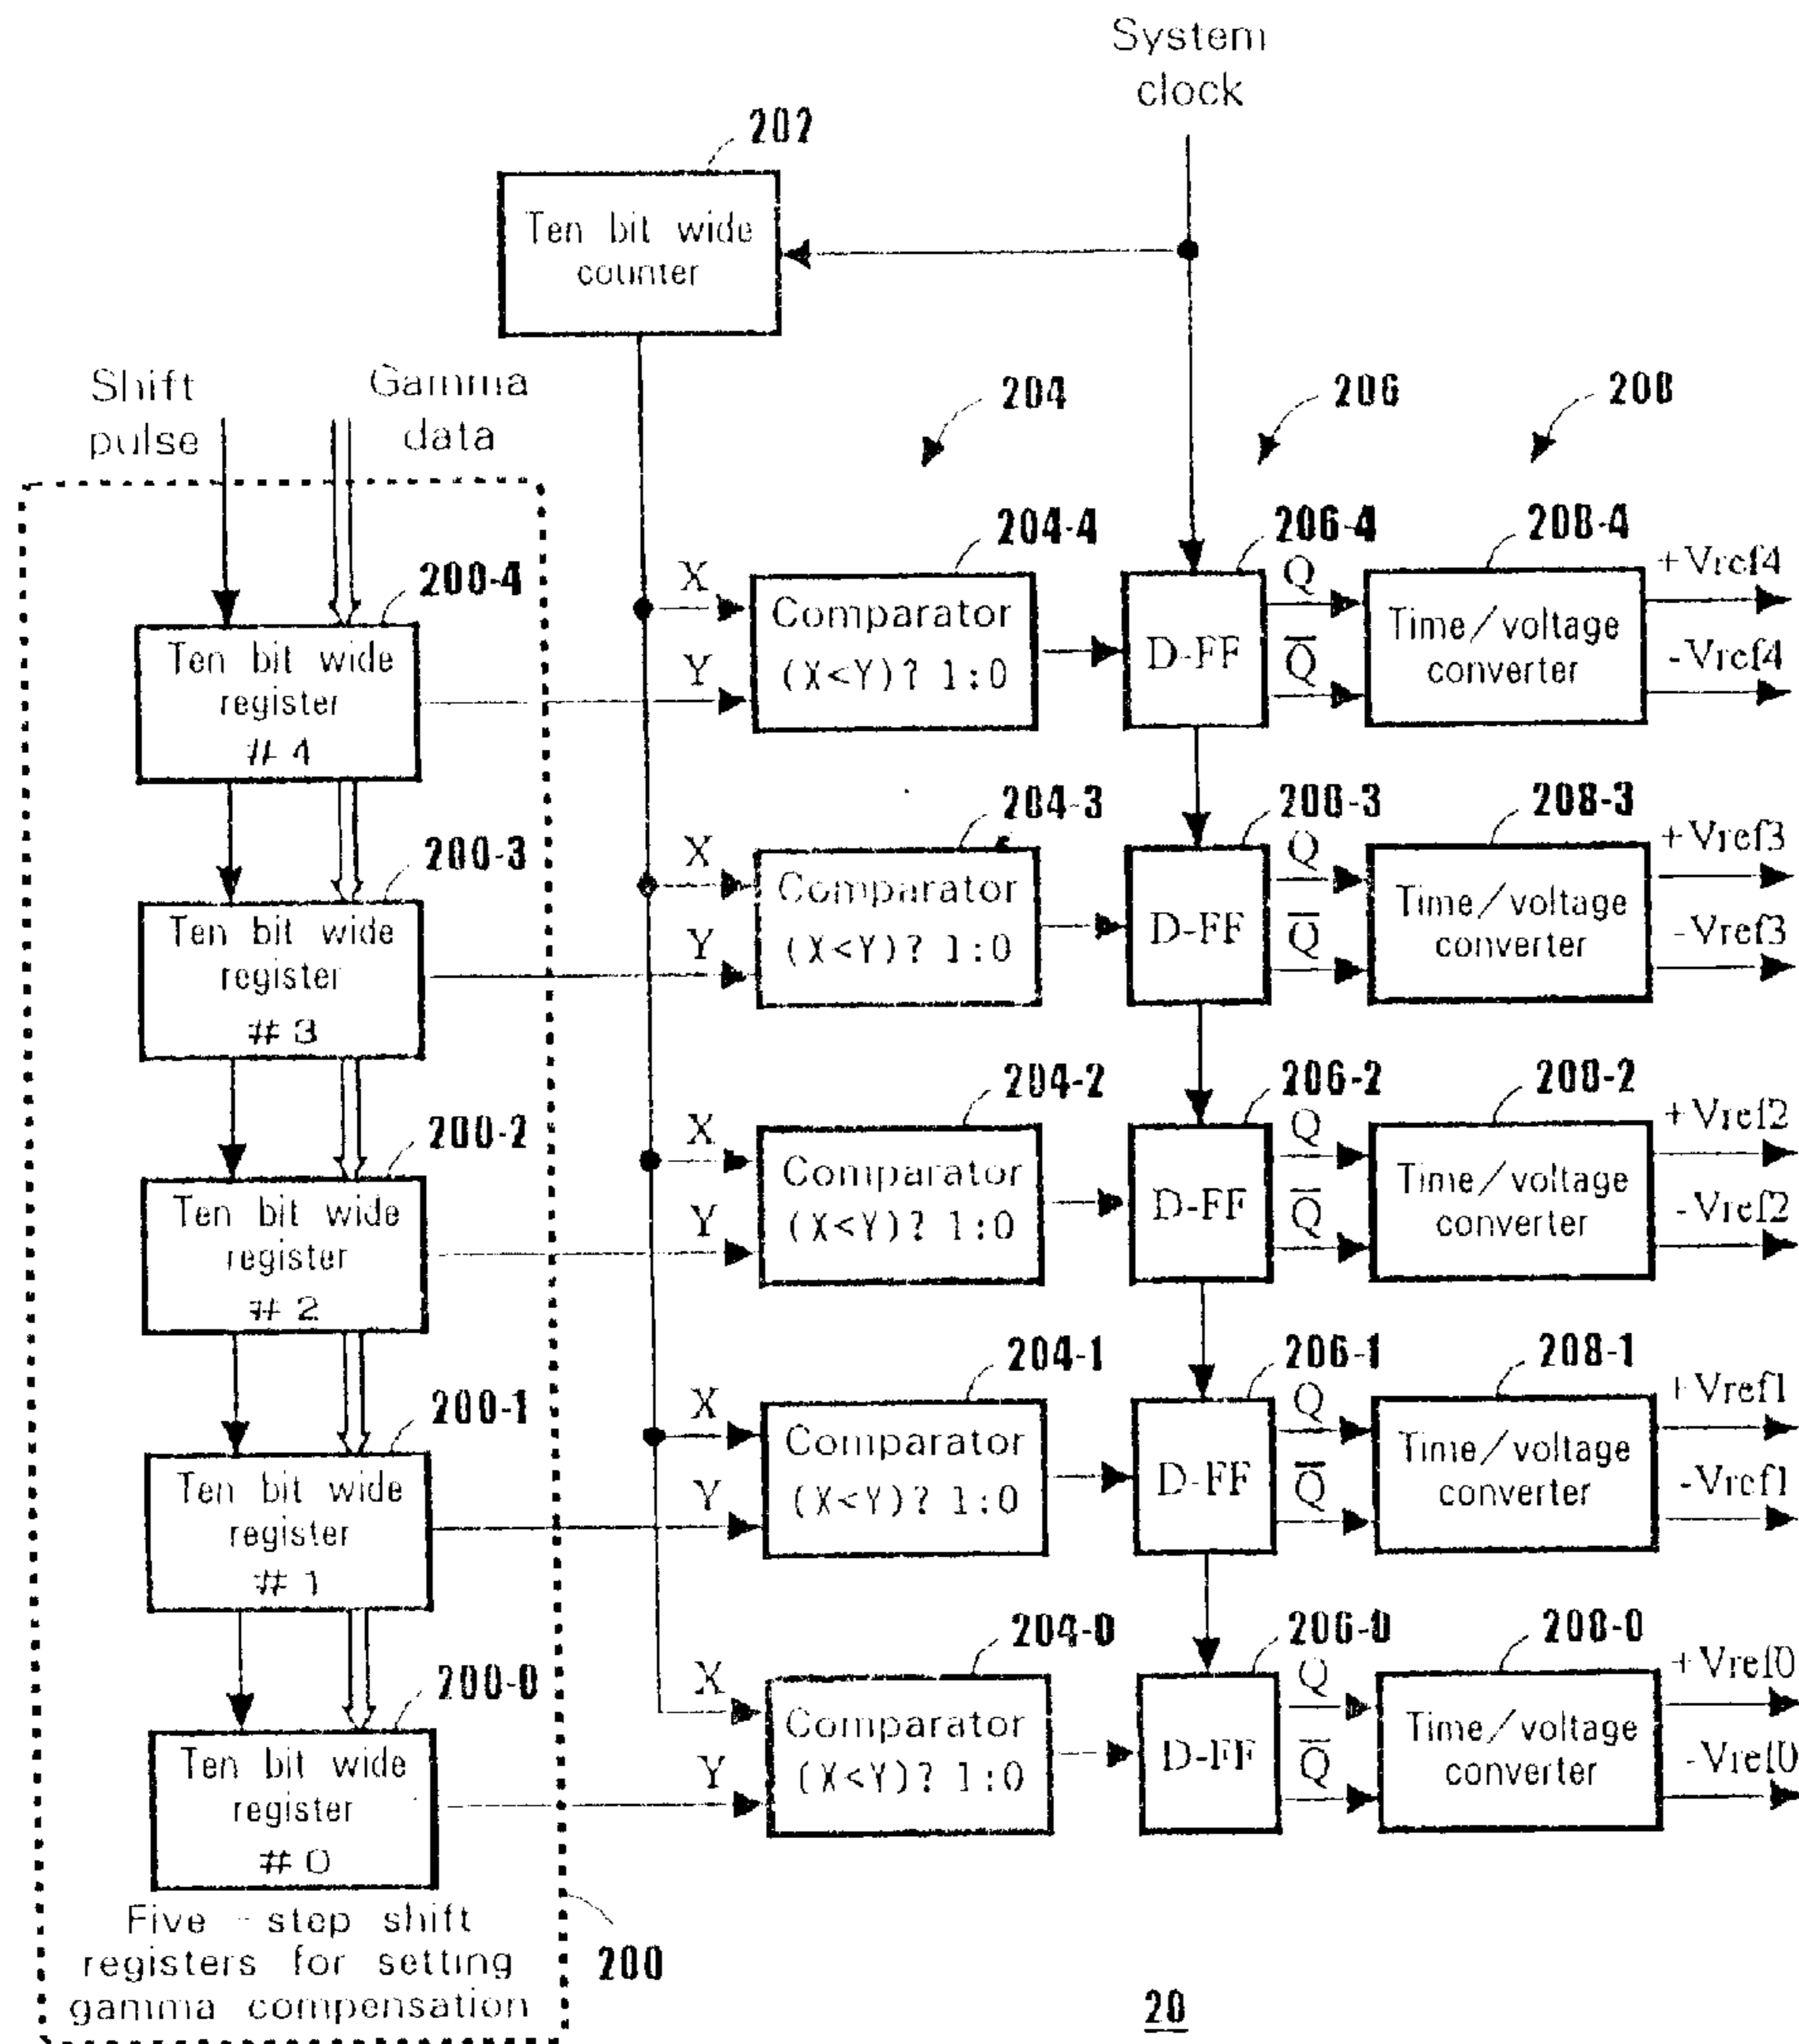 System
clock
202
Ten bit wide
counter
Shift
pulse
Gamma
data
204
206
208
200-4
Ten bit wide
register
# 4
X
Y
204-4
Comparator
(X<Y)? 1:0
206-4
D-FF
Q
Q̅
208-4
Time/voltage
converter
+Vref4
-Vref4
200-3
Ten bit wide
register
# 3
X
Y
204-3
Comparator
(X<Y)? 1:0
206-3
D-FF
Q
Q̅
208-3
Time/voltage
converter
+Vref3
-Vref3
200-2
Ten bit wide
register
# 2
X
Y
204-2
Comparator
(X<Y)? 1:0
206-2
D-FF
Q
Q̅
208-2
Time/voltage
converter
+Vref2
-Vref2
200-1
Ten bit wide
register
# 1
X
Y
204-1
Comparator
(X<Y)? 1:0
206-1
D-FF
Q
Q̅
208-1
Time/voltage
converter
+Vref1
-Vref1
200-0
Ten bit wide
register
# 0
X
Y
204-0
Comparator
(X<Y)? 1:0
206-0
D-FF
Q
Q̅
208-0
Time/voltage
converter
+Vref0
-Vref0
Five-step shift
registers for setting
gamma compensation
200
20